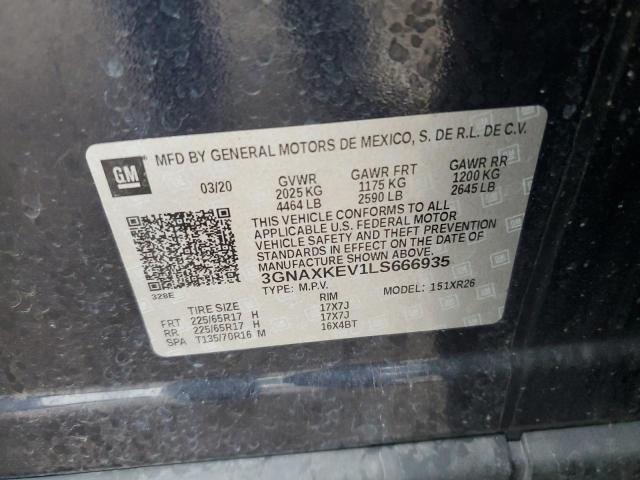 MFD BY GENERAL MOTORS DE MEXICO, S. DE R.L. DE C.V.
GM
03/20 GVWR GAWR FRT GAWR RR
2025 KG 1175 KG 1200 KG
4464 LB 2590 LB 2645 LB
THIS VEHICLE CONFORMS TO ALL
APPLICABLE U.S. FEDERAL MOTOR
VEHICLE SAFETY AND THEFT PREVENTION
STANDARDS IN EFFECT ON THE DATE OF
MANUFACTURE SHOWN ABOVE.
3GNAXKEV1LS666935
TYPE: M.P.V. MODEL: 151XR26
328E
TIRE SIZE RIM
FRT 225/65R17 H 17X7J
RR 225/65R17 H 17X7J
SPA T135/70R16 M 16X4BT